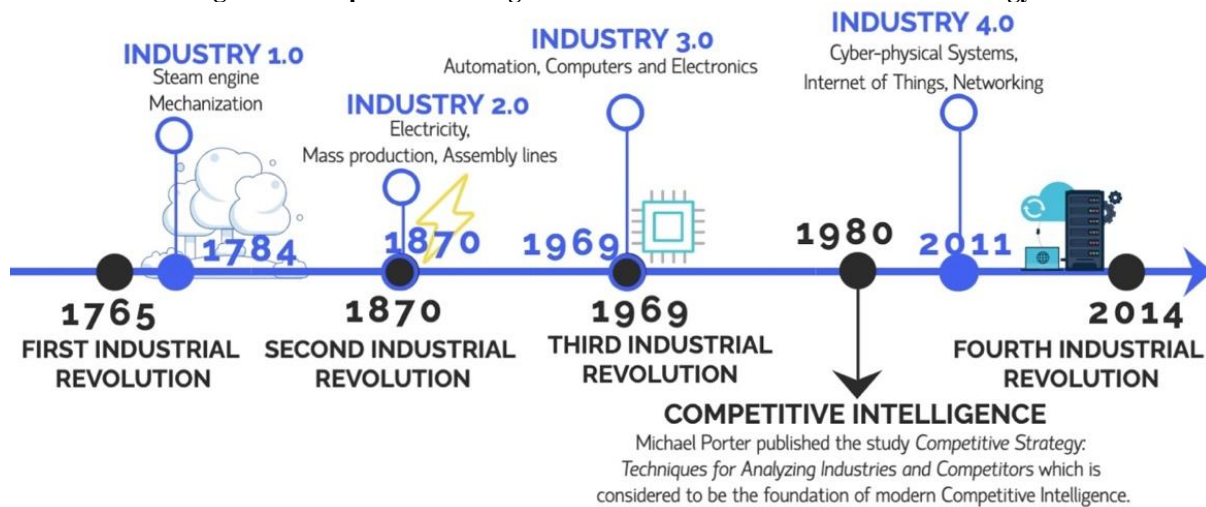 INDUSTRY 1.0
Steam engine
Mechanization
INDUSTRY 2.0
Electricity,
Mass production, Assembly lines
INDUSTRY 3.0
Automation, Computers and Electronics
INDUSTRY 4.0
Cyber-physical Systems,
Internet of Things, Networking
1784
1870
1969
1980
2011
1765
FIRST INDUSTRIAL
REVOLUTION
1870
SECOND INDUSTRIAL
REVOLUTION
1969
THIRD INDUSTRIAL
REVOLUTION
2014
FOURTH INDUSTRIAL
REVOLUTION
COMPETITIVE INTELLIGENCE
Michael Porter published the study Competitive Strategy:
Techniques for Analyzing Industries and Competitors which is
considered to be the foundation of modern Competitive Intelligence.